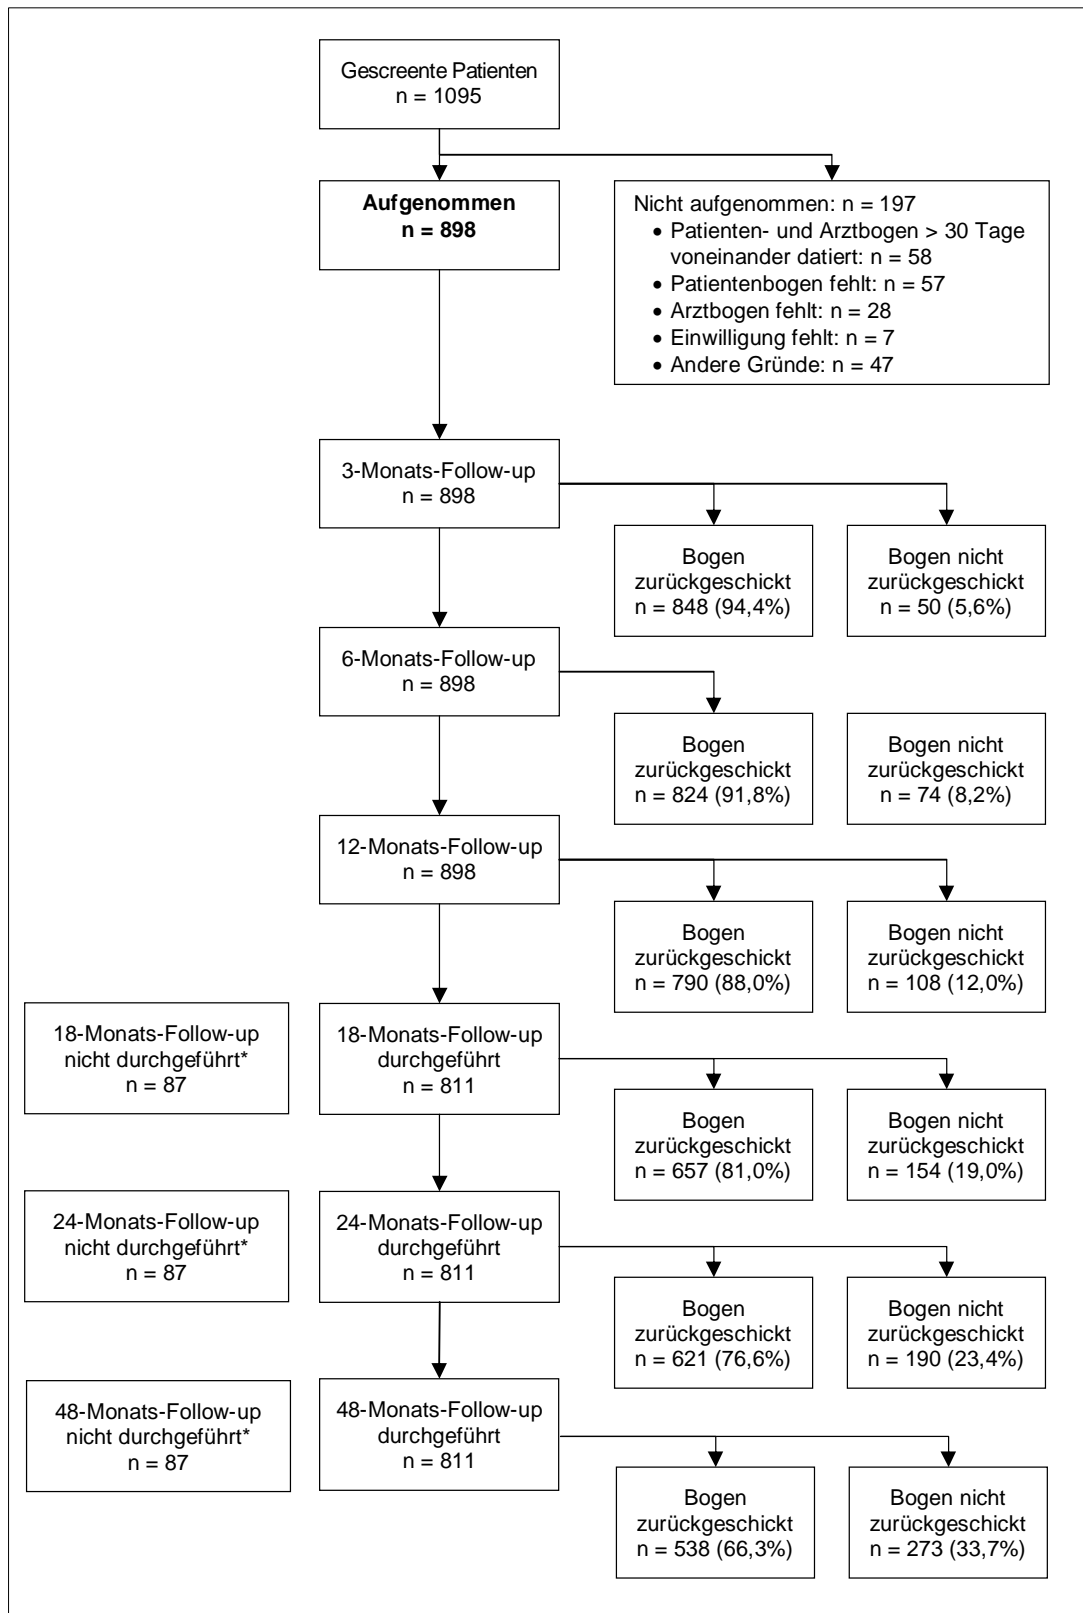 Gescreente Patienten
n = 1095
Aufgenommen
n = 898
Nicht aufgenommen: n = 197
• Patienten- und Arztbogen > 30 Tage
voneinander datiert: n = 58
• Patientenbogen fehlt: n = 57
• Arztbogen fehlt: n = 28
• Einwilligung fehlt: n = 7
• Andere Gründe: n = 47
3-Monats-Follow-up
n = 898
Bogen
zurückgeschickt
n = 848 (94,4%)
Bogen nicht
zurückgeschickt
n = 50 (5,6%)
6-Monats-Follow-up
n = 898
Bogen
zurückgeschickt
n = 824 (91,8%)
Bogen nicht
zurückgeschickt
n = 74 (8,2%)
12-Monats-Follow-up
n = 898
Bogen
zurückgeschickt
n = 790 (88,0%)
Bogen nicht
zurückgeschickt
n = 108 (12,0%)
18-Monats-Follow-up
nicht durchgeführt*
n = 87
18-Monats-Follow-up
durchgeführt
n = 811
Bogen
zurückgeschickt
n = 657 (81,0%)
Bogen nicht
zurückgeschickt
n = 154 (19,0%)
24-Monats-Follow-up
nicht durchgeführt*
n = 87
24-Monats-Follow-up
durchgeführt
n = 811
Bogen
zurückgeschickt
n = 621 (76,6%)
Bogen nicht
zurückgeschickt
n = 190 (23,4%)
48-Monats-Follow-up
nicht durchgeführt*
n = 87
48-Monats-Follow-up
durchgeführt
n = 811
Bogen
zurückgeschickt
n = 538 (66,3%)
Bogen nicht
zurückgeschickt
n = 273 (33,7%)